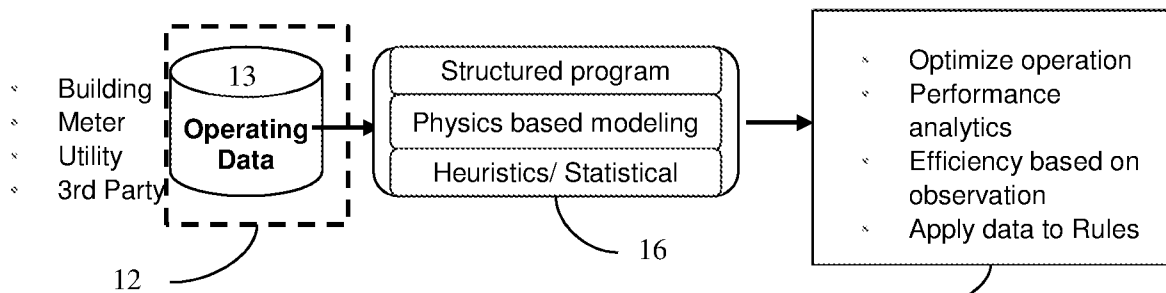 • Building
• Meter
• Utility
• 3rd Party
13
Operating
Data
12
Structured program
Physics based modeling
Heuristics/ Statistical
16
• Optimize operation
• Performance
analytics
• Efficiency based on
observation
• Apply data to Rules